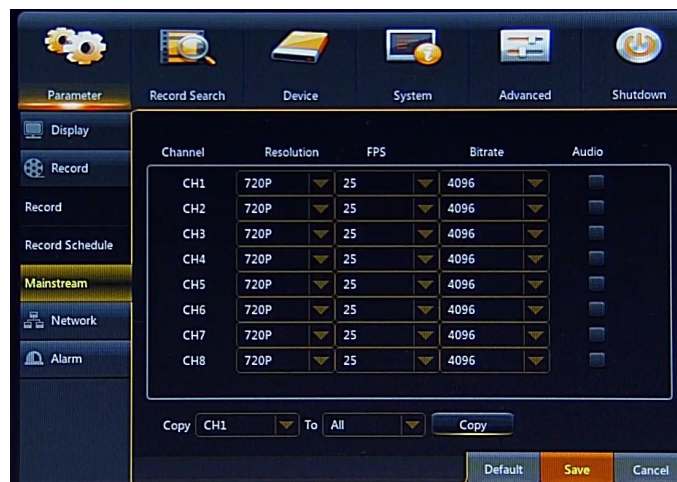 Parameter Record Search Device System Advanced Shutdown
Display
Record
Record
Record Schedule
Mainstream
Network
Alarm
Channel Resolution FPS Bitrate Audio
CH1 720P 25 4096
CH2 720P 25 4096
CH3 720P 25 4096
CH4 720P 25 4096
CH5 720P 25 4096
CH6 720P 25 4096
CH7 720P 25 4096
CH8 720P 25 4096
Copy CH1 To All Copy
Default Save Cancel